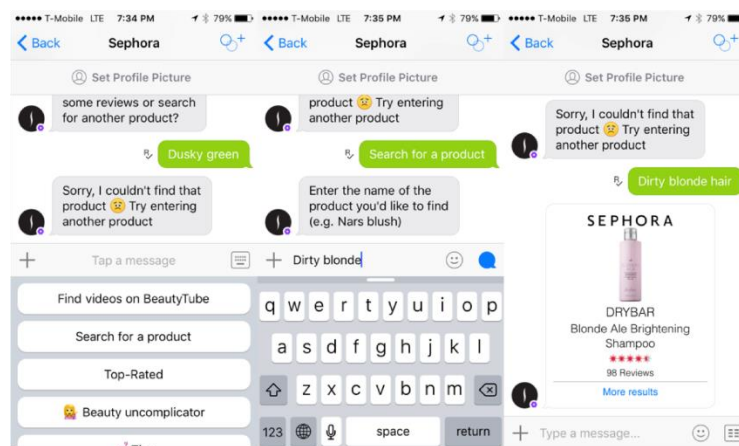 T-Mobile LTE 7:34 PM 79%
Back Sephora
Set Profile Picture
some reviews or search
for another product?
Dusky green
Sorry, I couldn't find that
product 😟 Try entering
another product
Tap a message
Find videos on BeautyTube
Search for a product
Top-Rated
💁 Beauty uncomplicator
T-Mobile LTE 7:35 PM 79%
Back Sephora
Set Profile Picture
product 😟 Try entering
another product
Search for a product
Enter the name of the
product you'd like to find
(e.g. Nars blush)
Dirty blonde
q w e r t y u i o p
a s d f g h j k l
z x c v b n m
123 space return
T-Mobile LTE 7:35 PM 79%
Back Sephora
Set Profile Picture
Sorry, I couldn't find that
product 😟 Try entering
another product
Dirty blonde hair
SEPHORA
DRYBAR
Blonde Ale Brightening
Shampoo
98 Reviews
More results
Type a message...